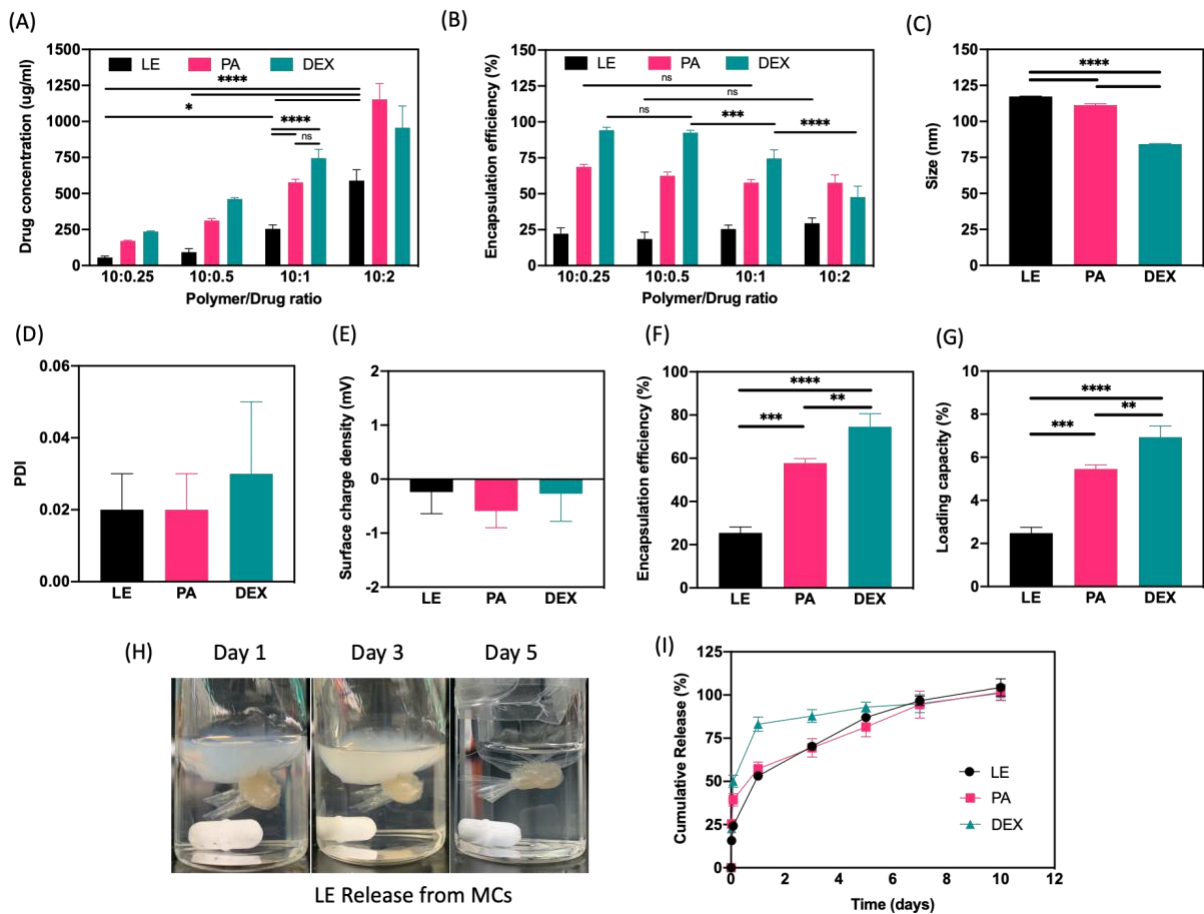 (A)
Drug concentration (ug/ml)
1500
1250
1000
750
500
250
0
LE PA DEX
****
*
****
ns
10:0.25 10:0.5 10:1 10:2
Polymer/Drug ratio
(B)
Encapsulation efficiency (%)
150
125
100
75
50
25
0
LE PA DEX
ns
ns
ns
***
****
10:0.25 10:0.5 10:1 10:2
Polymer/Drug ratio
(C)
Size (nm)
150
125
100
75
50
25
0
****
LE PA DEX
(D)
PDI
0.06
0.04
0.02
0.00
LE PA DEX
(E)
Surface charge density (mV)
2
1
0
-1
-2
LE PA DEX
(F)
Encapsulation efficiency (%)
100
80
60
40
20
0
****
**
***
LE PA DEX
(G)
Loading capacity (%)
10
8
6
4
2
0
****
**
***
LE PA DEX
(H)
Day 1 Day 3 Day 5
LE Release from MCs
(I)
Cumulative Release (%)
125
100
75
50
25
0
LE
PA
DEX
0 2 4 6 8 10 12
Time (days)